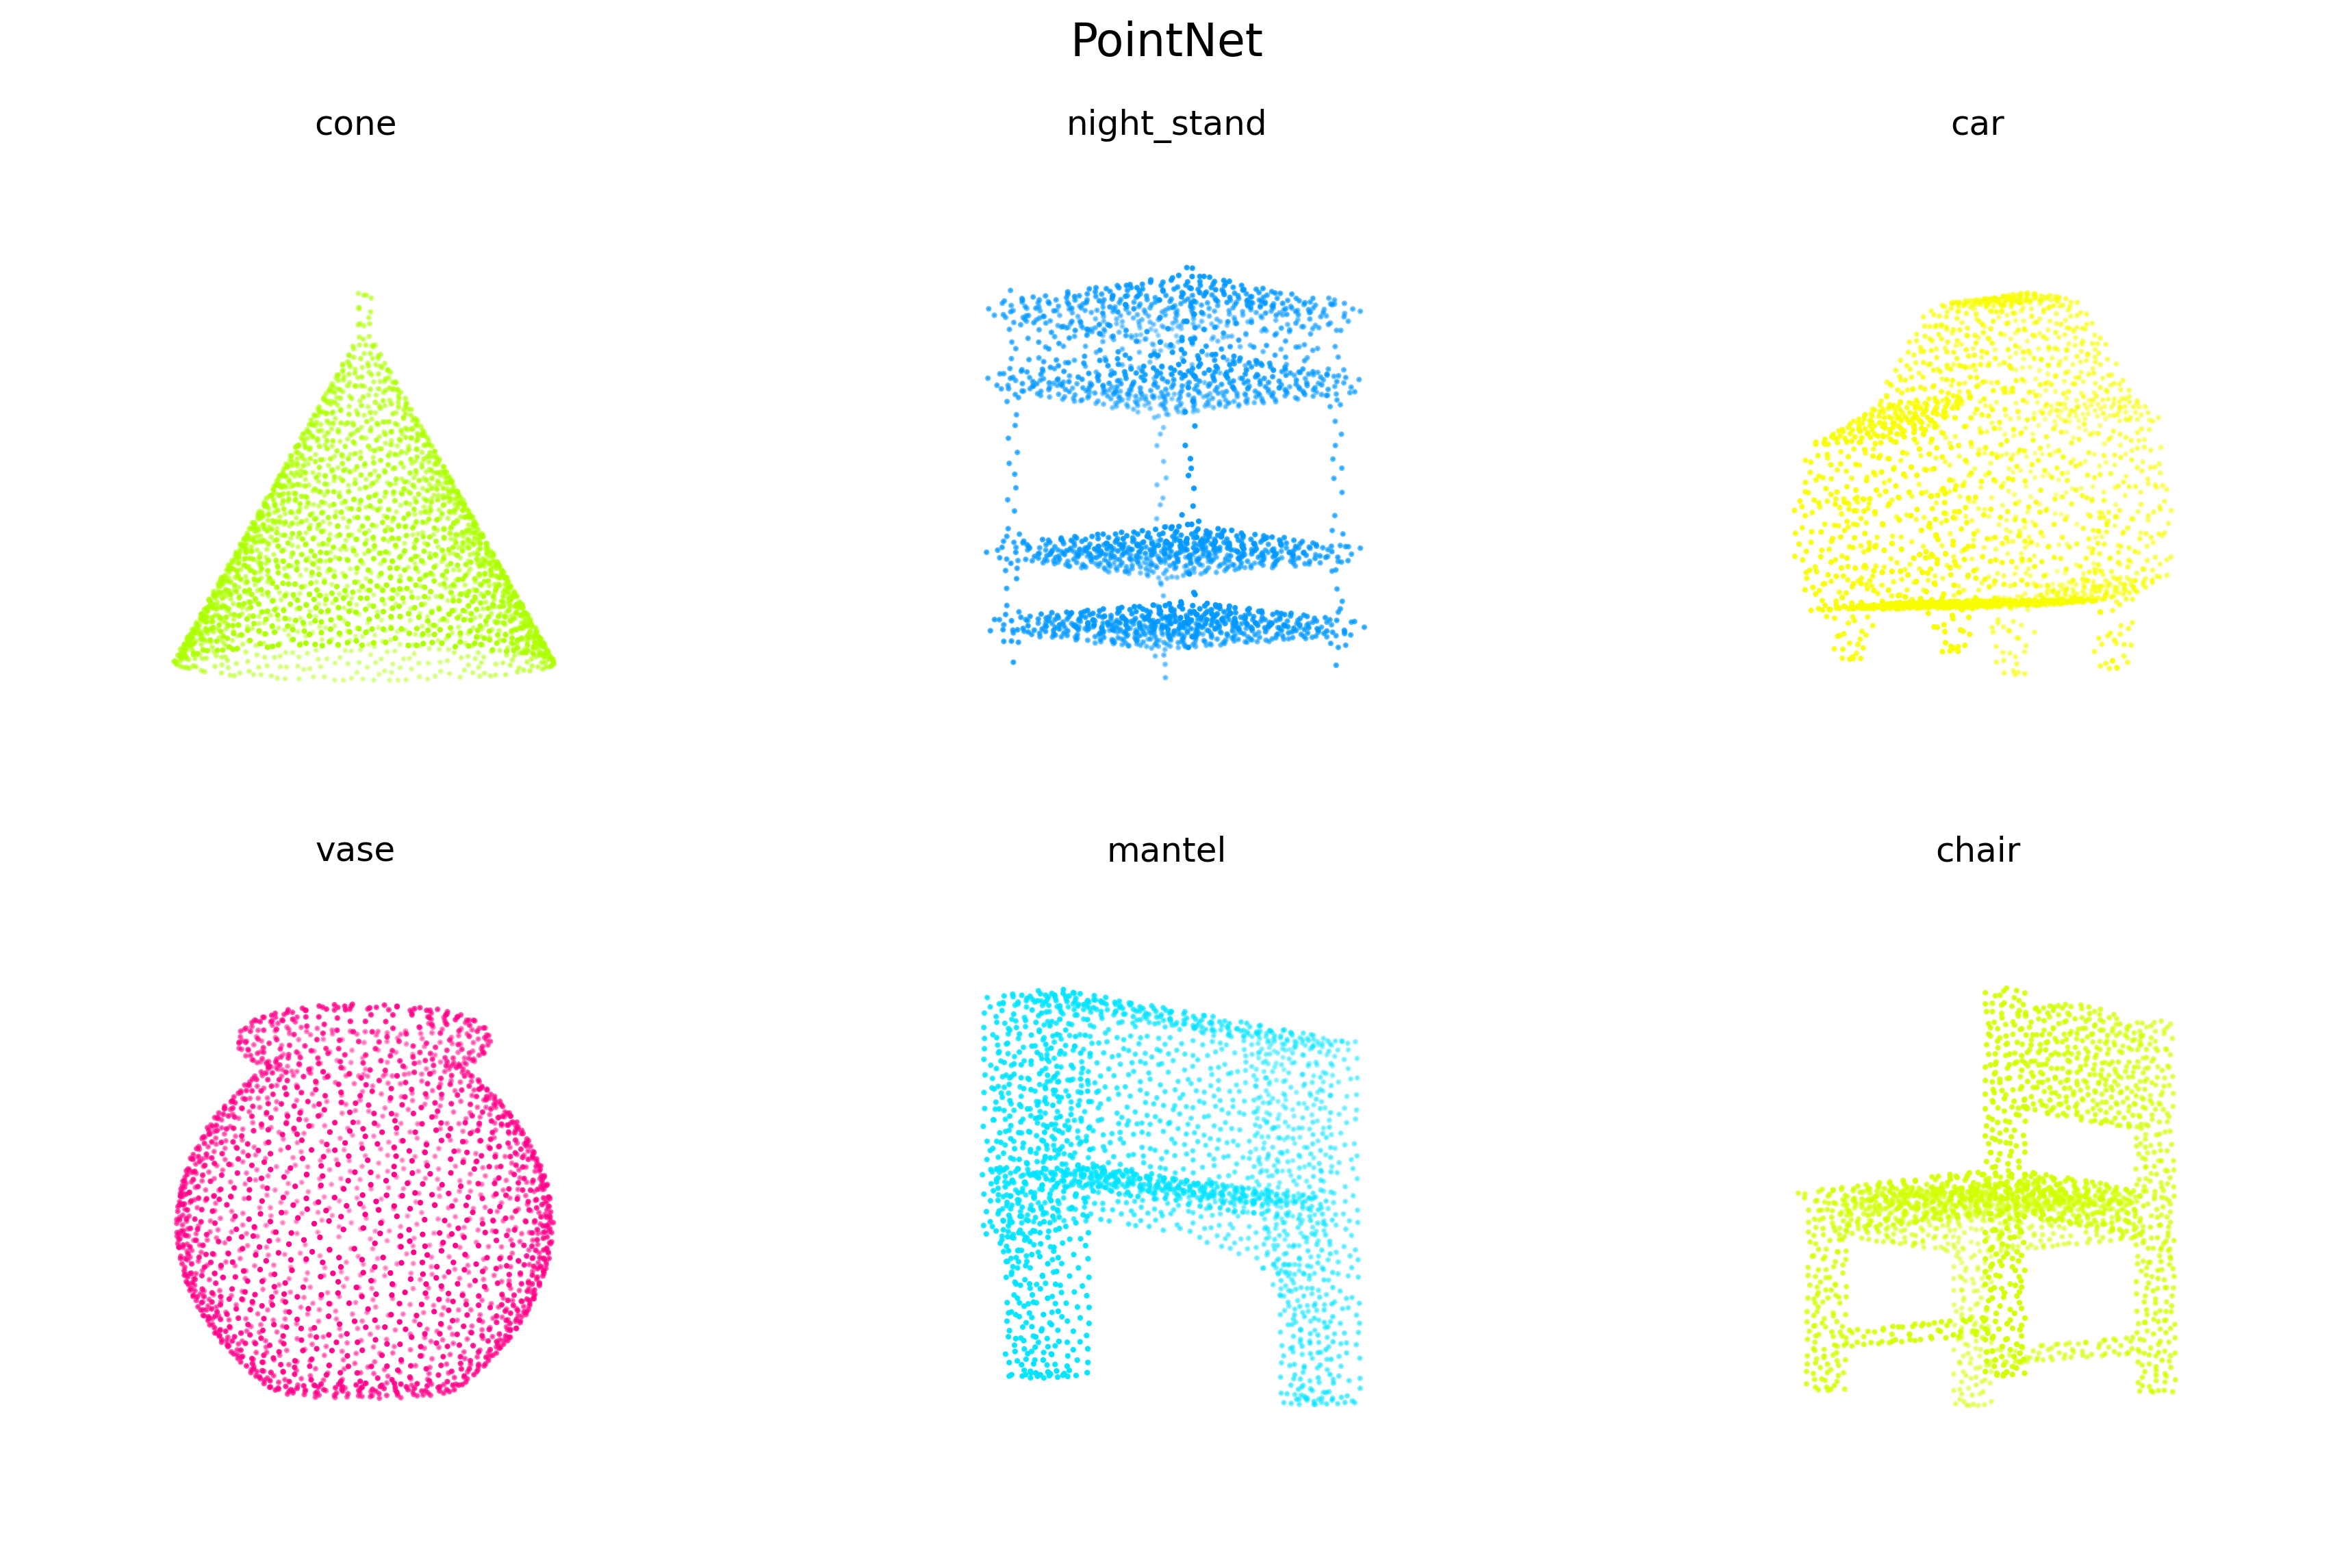 PointNet
cone
night_stand
car
vase
mantel
chair